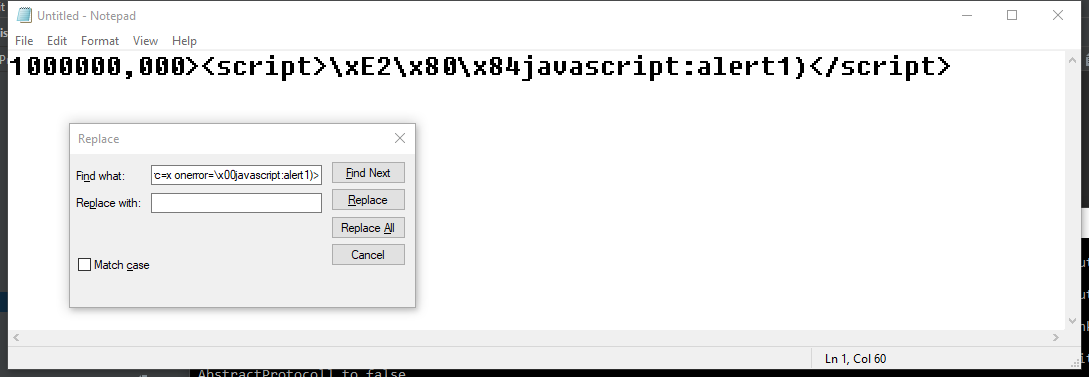 Untitled - Notepad
File Edit Format View Help
1000000,000><script>\xE2\x80\x84javascript:alert1)</script>
Replace
Find what: c=x onerror=\x00javascript:alert1)> Find Next
Replace with: Replace
Replace All
Cancel
Match case
Ln 1, Col 60
AbstractProtocol] to false